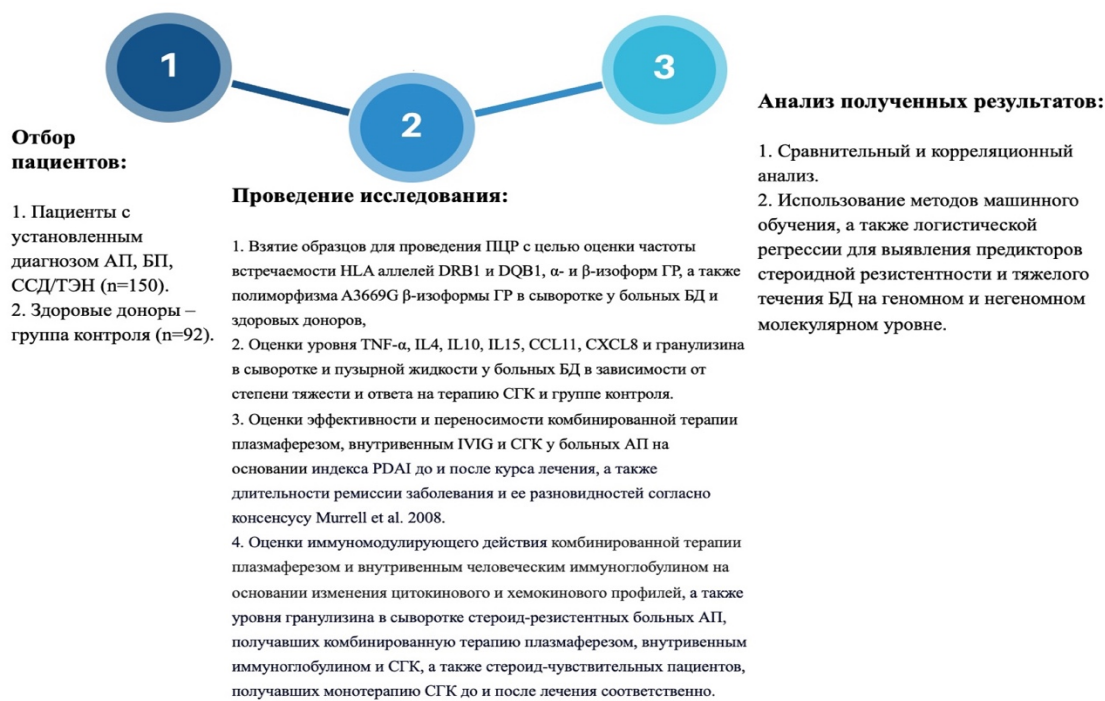 1
2
3
Отбор
пациентов:
1. Пациенты с
установленным
диагнозом АП, БП,
ССД/ТЭН (n=150).
2. Здоровые доноры –
группа контроля (n=92).
Проведение исследования:
1. Взятие образцов для проведения ПЦР с целью оценки частоты
встречаемости HLA аллелей DRB1 и DQB1, α- и β-изоформ ГР, а также
полиморфизма A3669G β-изоформы ГР в сыворотке у больных БД и
здоровых доноров,
2. Оценки уровня TNF-α, IL4, IL10, IL15, CCL11, CXCL8 и гранулизина
в сыворотке и пузырной жидкости у больных БД в зависимости от
степени тяжести и ответа на терапию СГК и группе контроля.
3. Оценки эффективности и переносимости комбинированной терапии
плазмаферезом, внутривенным IVIG и СГК у больных АП на
основании индекса PDAI до и после курса лечения, а также
длительности ремиссии заболевания и ее разновидностей согласно
консенсусу Murrell et al. 2008.
4. Оценки иммуномодулирующего действия комбинированной терапии
плазмаферезом и внутривенным человеческим иммуноглобулином на
основании изменения цитокинового и хемокинового профилей, а также
уровня гранулизина в сыворотке стероид-резистентных больных АП,
получавших комбинированную терапию плазмаферезом, внутривенным
иммуноглобулином и СГК, а также стероид-чувствительных пациентов,
получавших монотерапию СГК до и после лечения соответственно.
Анализ полученных результатов:
1. Сравнительный и корреляционный
анализ.
2. Использование методов машинного
обучения, а также логистической
регрессии для выявления предикторов
стероидной резистентности и тяжелого
течения БД на геномном и негеномном
молекулярном уровне.